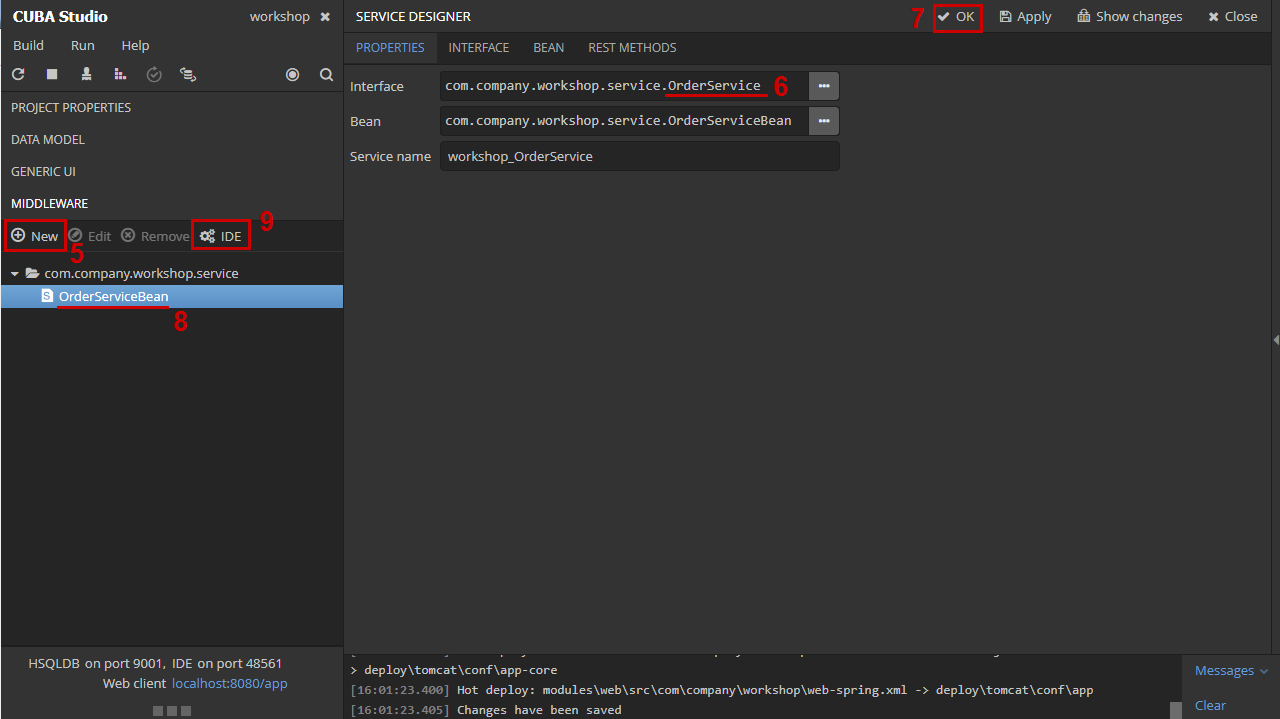 CUBA Studio
workshop
Build Run Help
PROJECT PROPERTIES
DATA MODEL
GENERIC UI
MIDDLEWARE
New Edit Remove IDE
5
9
com.company.workshop.service
OrderServiceBean
8
HSQLDB on port 9001, IDE on port 48561
Web client localhost:8080/app
SERVICE DESIGNER
7
OK Apply Show changes Close
PROPERTIES INTERFACE BEAN REST METHODS
Interface com.company.workshop.service.OrderService
6
Bean com.company.workshop.service.OrderServiceBean
Service name workshop_OrderService
> deploy\tomcat\conf\app-core
[16:01:23.400] Hot deploy: modules\web\src\com\company\workshop\web-spring.xml -> deploy\tomcat\conf\app
[16:01:23.405] Changes have been saved
Messages
Clear